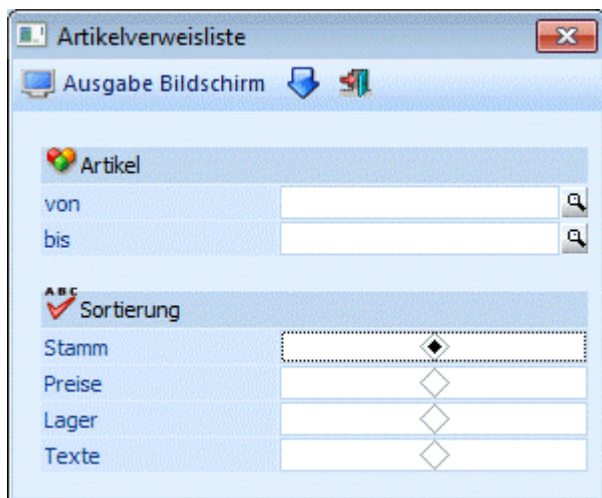 Artikelverweisliste
Ausgabe Bildschirm
Artikel
von
bis
ABC
Sortierung
Stamm
Preise
Lager
Texte